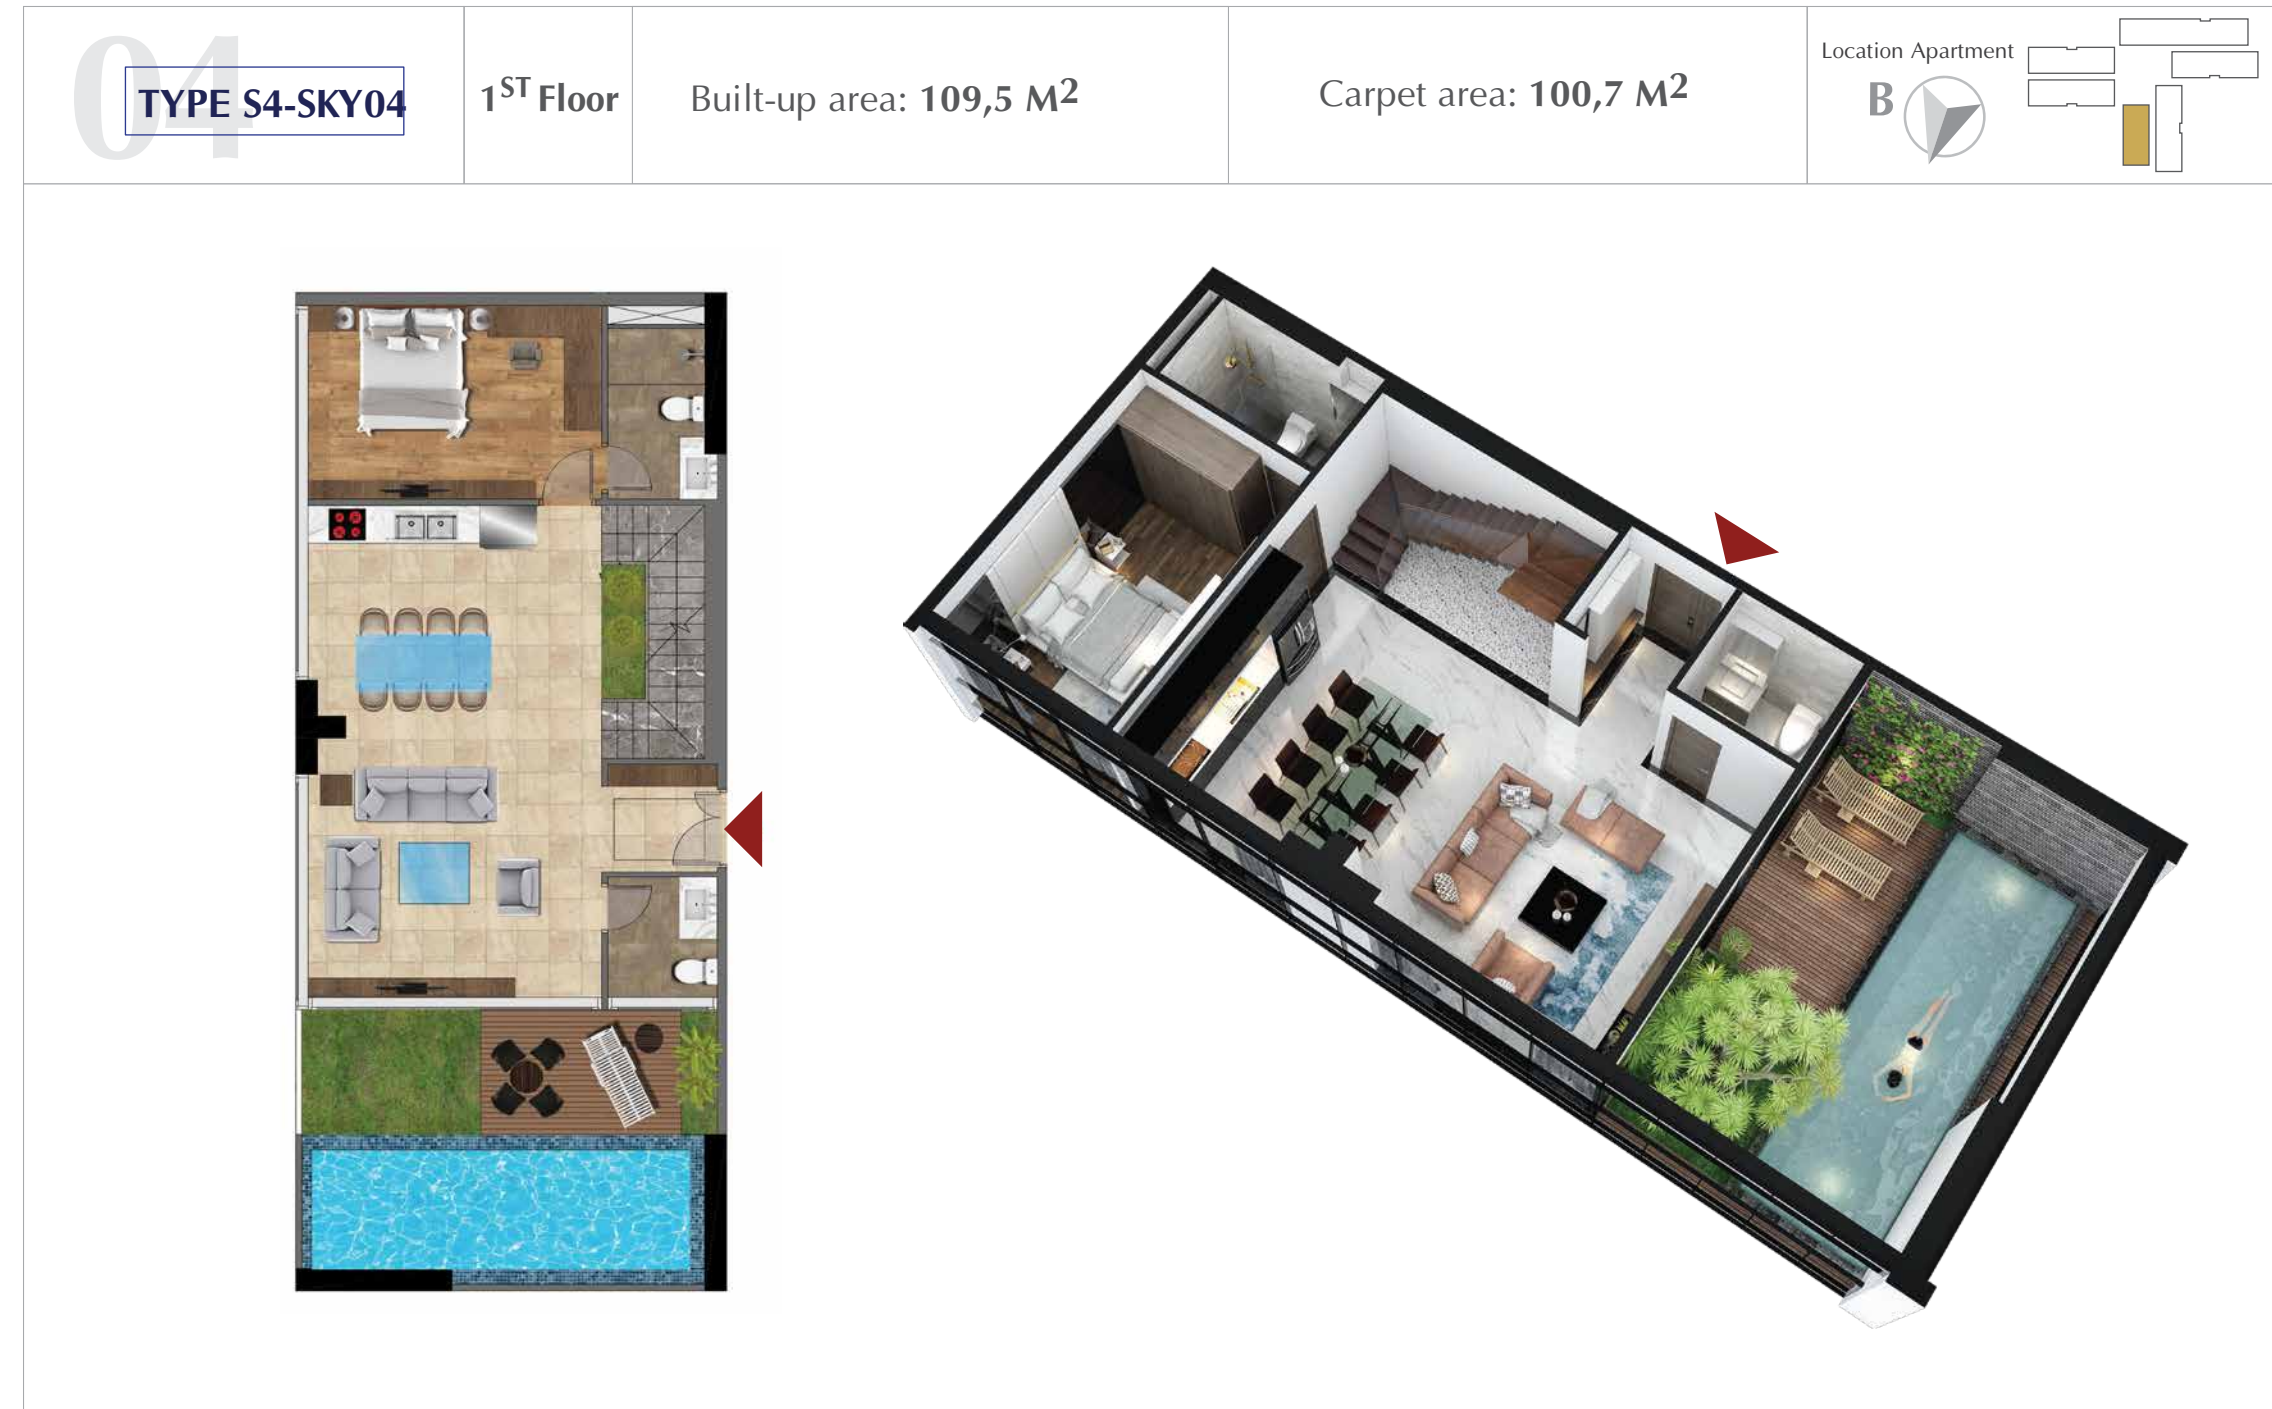 04
TYPE S4-SKY04
1ST Floor
Built-up area: 109,5 M2
Carpet area: 100,7 M2
Location Apartment
B